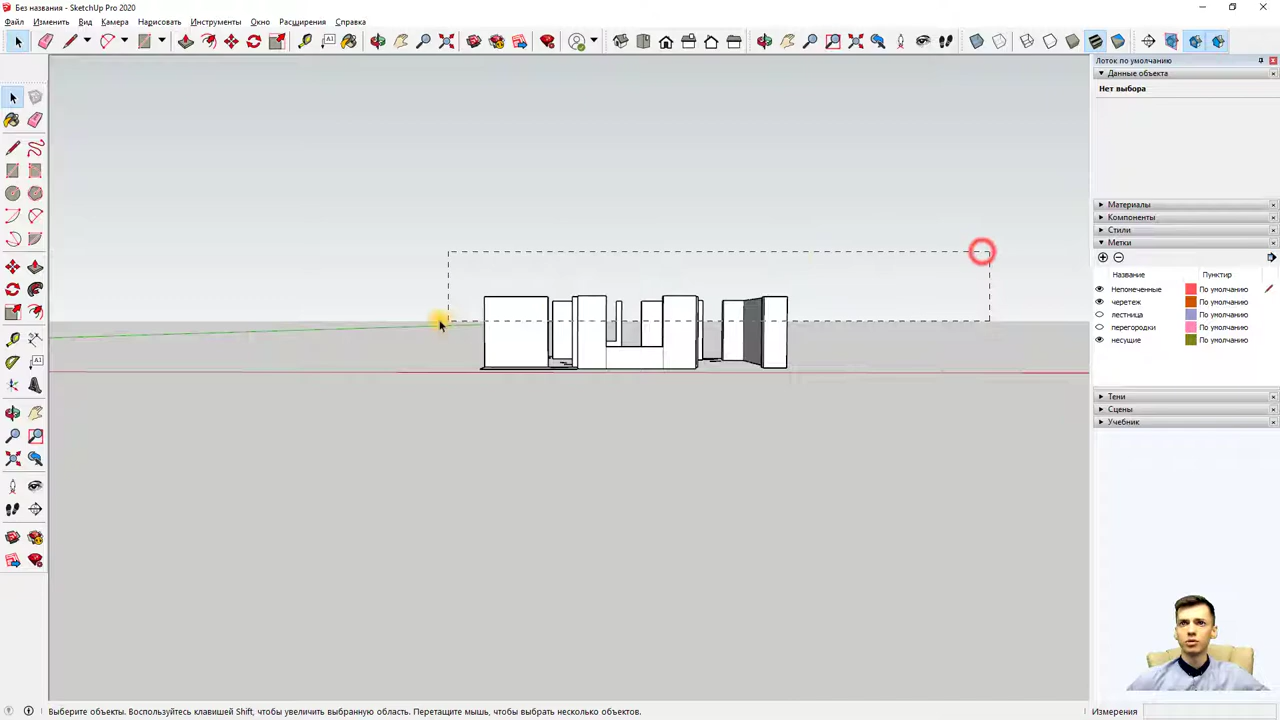 Без названия - SketchUp Pro 2020
Файл Изменить Вид Камера Нарисовать Инструменты Окно Расширения Справка
Лоток по умолчанию
Данные объекта
Нет выбора
Материалы
Компоненты
Стили
Метки
Название Пунктир
Непомеченные По умолчанию
черетеж По умолчанию
лестница По умолчанию
перегородки По умолчанию
несущие По умолчанию
Тени
Сцены
Учебник
Выберите объекты. Воспользуйтесь клавишей Shift, чтобы увеличить выбранную область. Перетащите мышь, чтобы выбрать несколько объектов.
Измерения